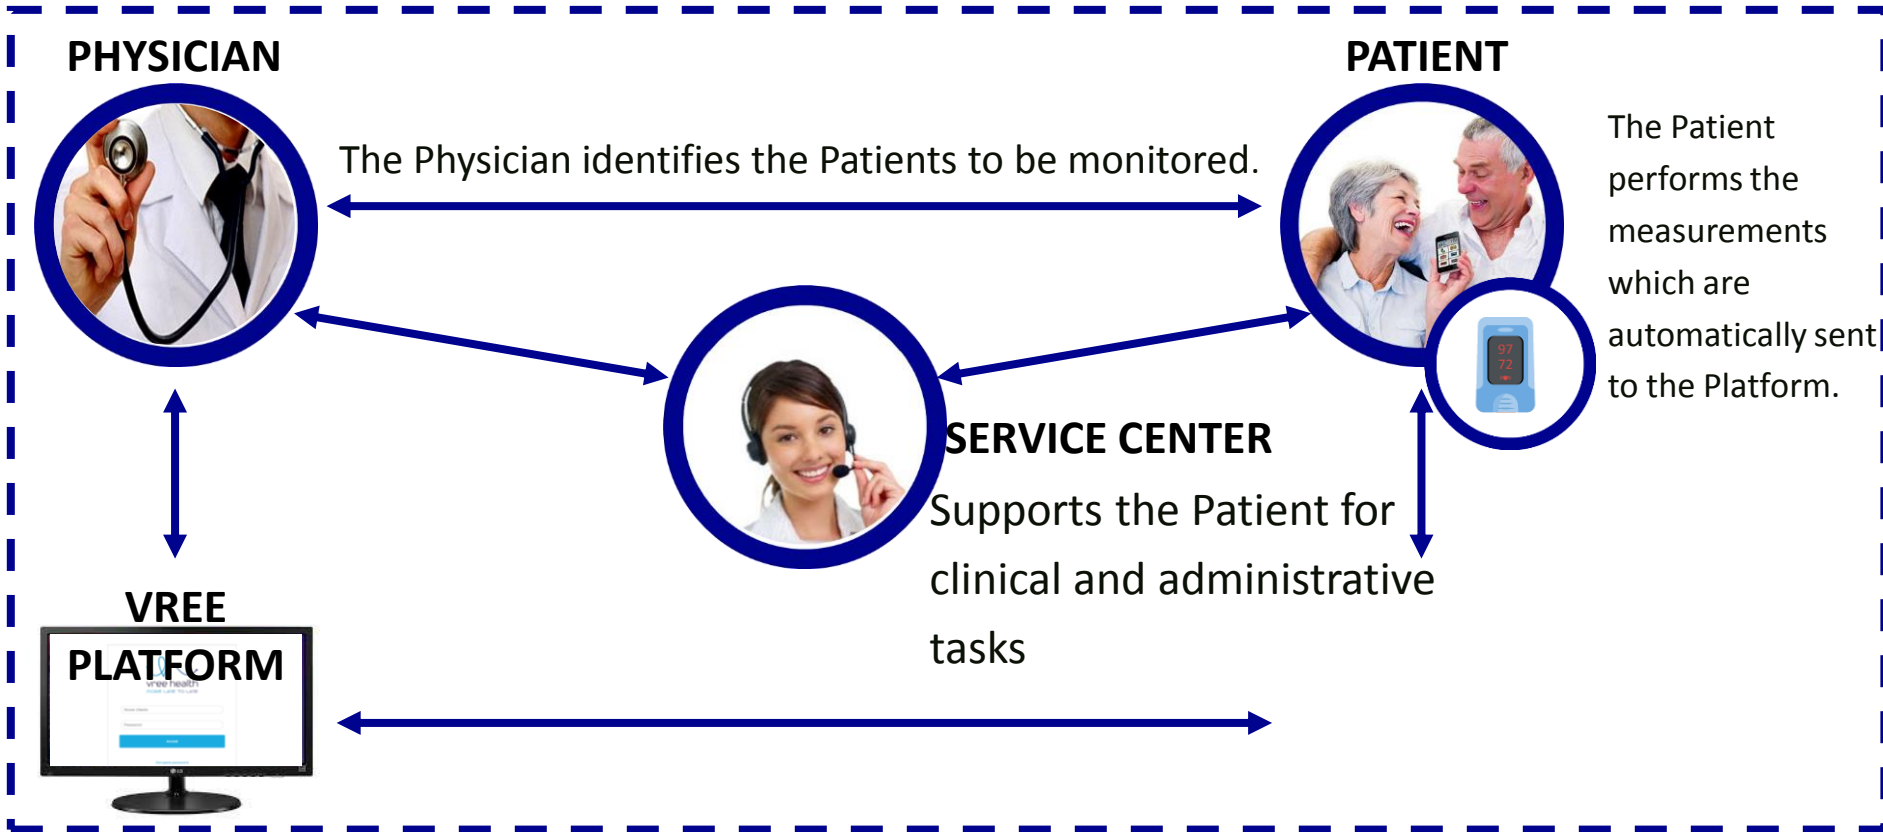 PHYSICIAN
PATIENT
The Physician identifies the Patients to be monitored.
The Patient
performs the
measurements
which are
automatically sent
to the Platform.
97
72
SERVICE CENTER
Supports the Patient for
clinical and administrative
tasks
VREE
PLATFORM
vree health
LG